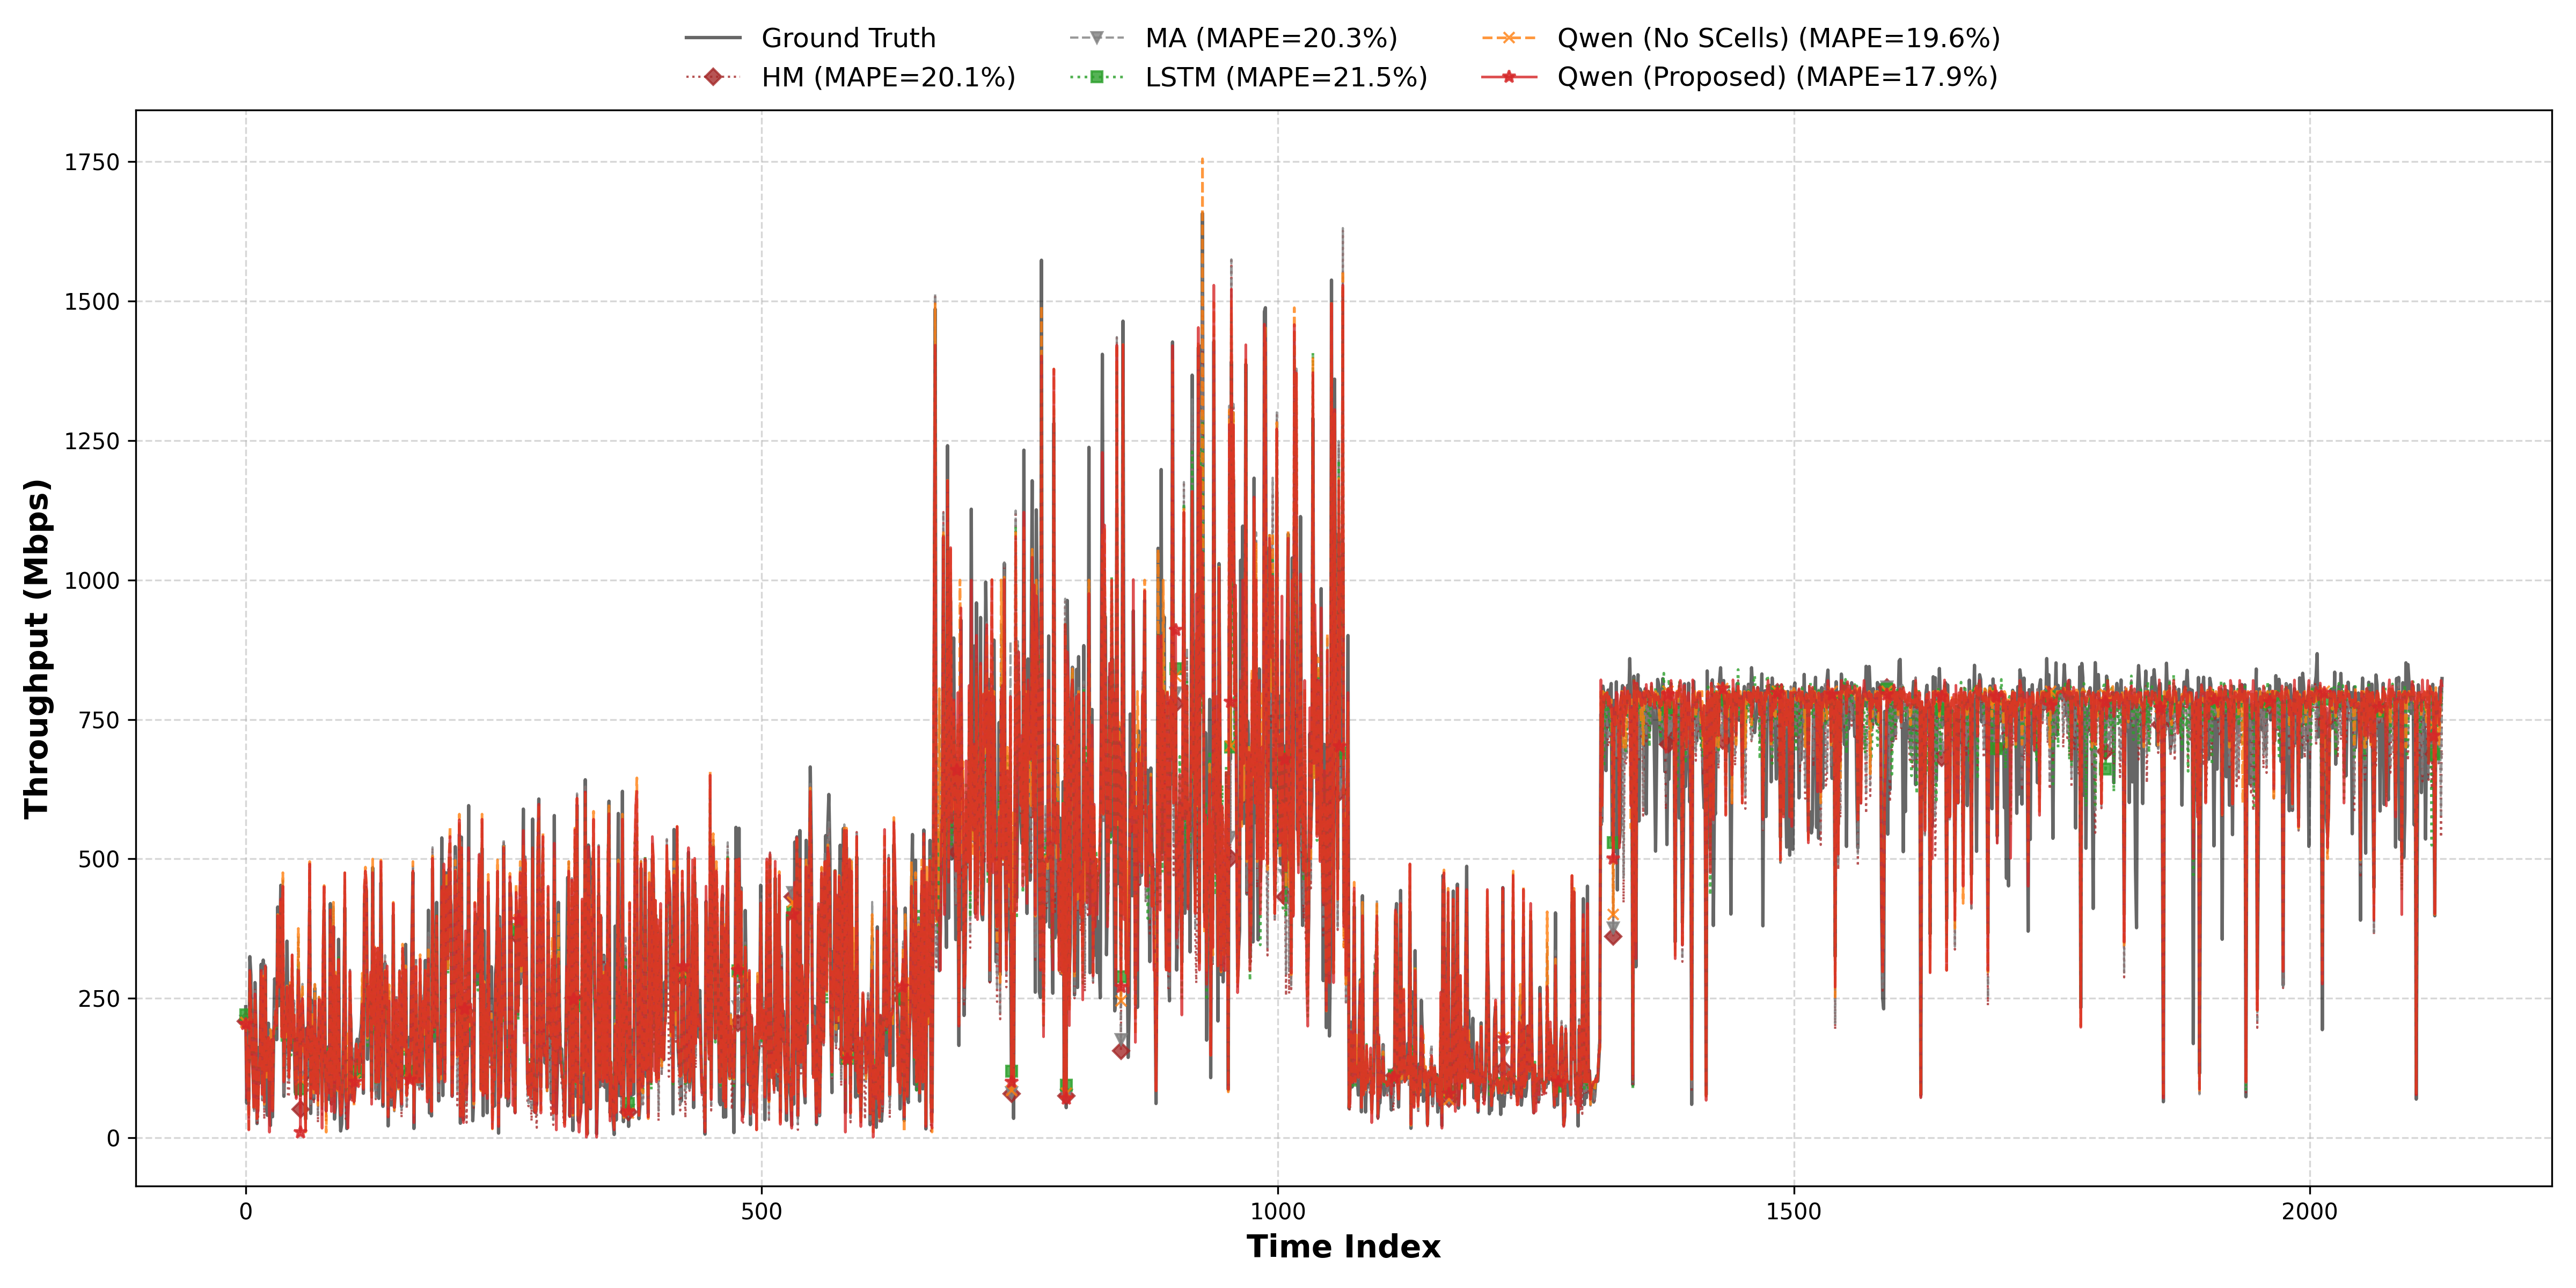 Ground Truth
HM (MAPE=20.1%)
MA (MAPE=20.3%)
LSTM (MAPE=21.5%)
Qwen (No SCells) (MAPE=19.6%)
Qwen (Proposed) (MAPE=17.9%)
Throughput (Mbps)
1750
1500
1250
1000
750
500
250
0
0
500
1000
1500
2000
Time Index